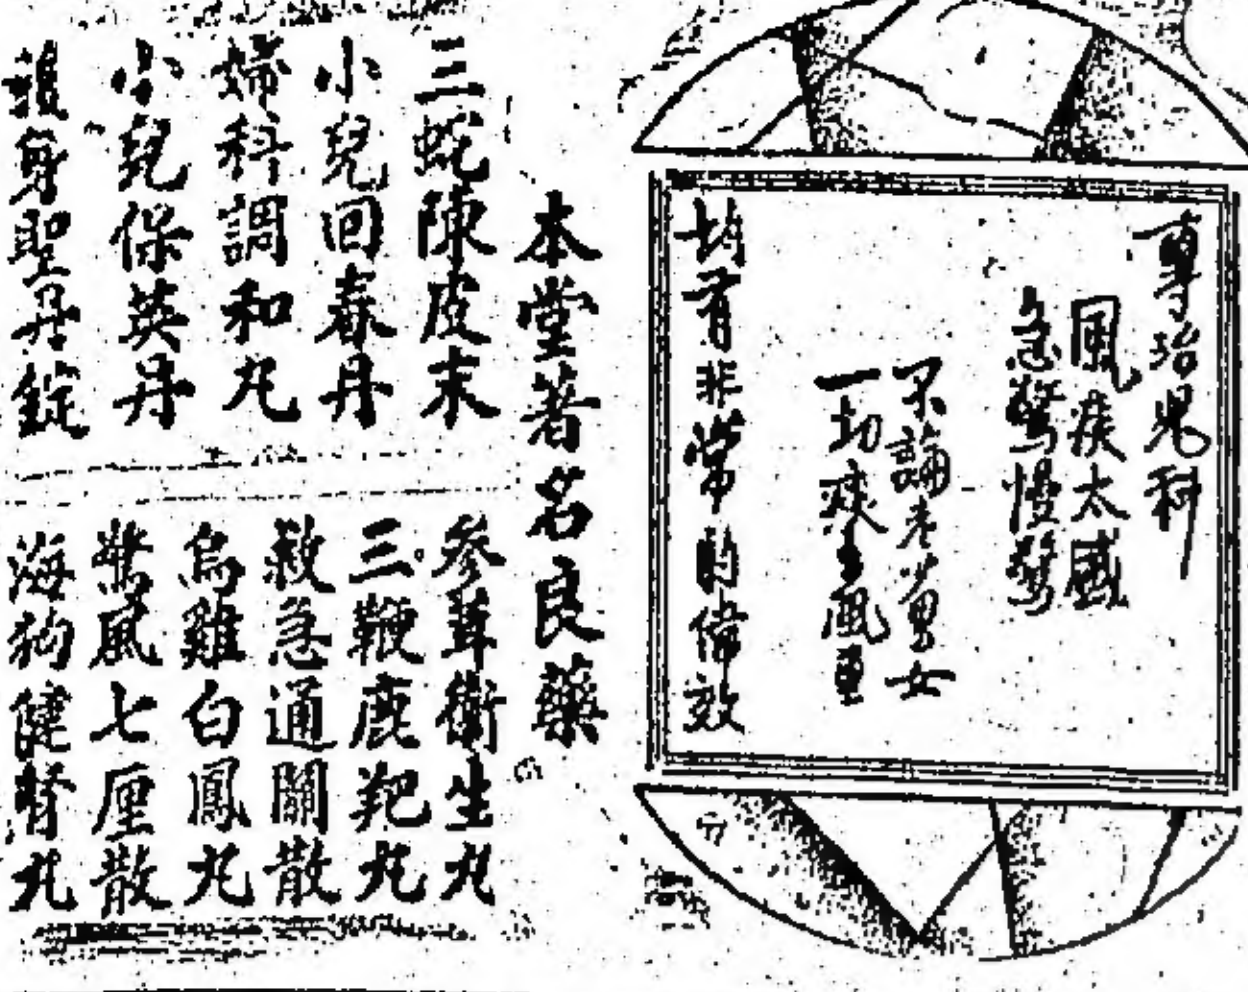 專治兒科
風痰太盛
急驚慢驚
不論老少男女
一切痰
均有非常的偉效
本堂著名良藥
三蛇陳皮末
小兒回春丹
婦科調和丸
小兒保英丹
護身聖丹錠
參茸衛生丸
三鞭鹿羓丸
救急通關散
烏雞白鳳丸
驚風七厘散
海狗健腎丸